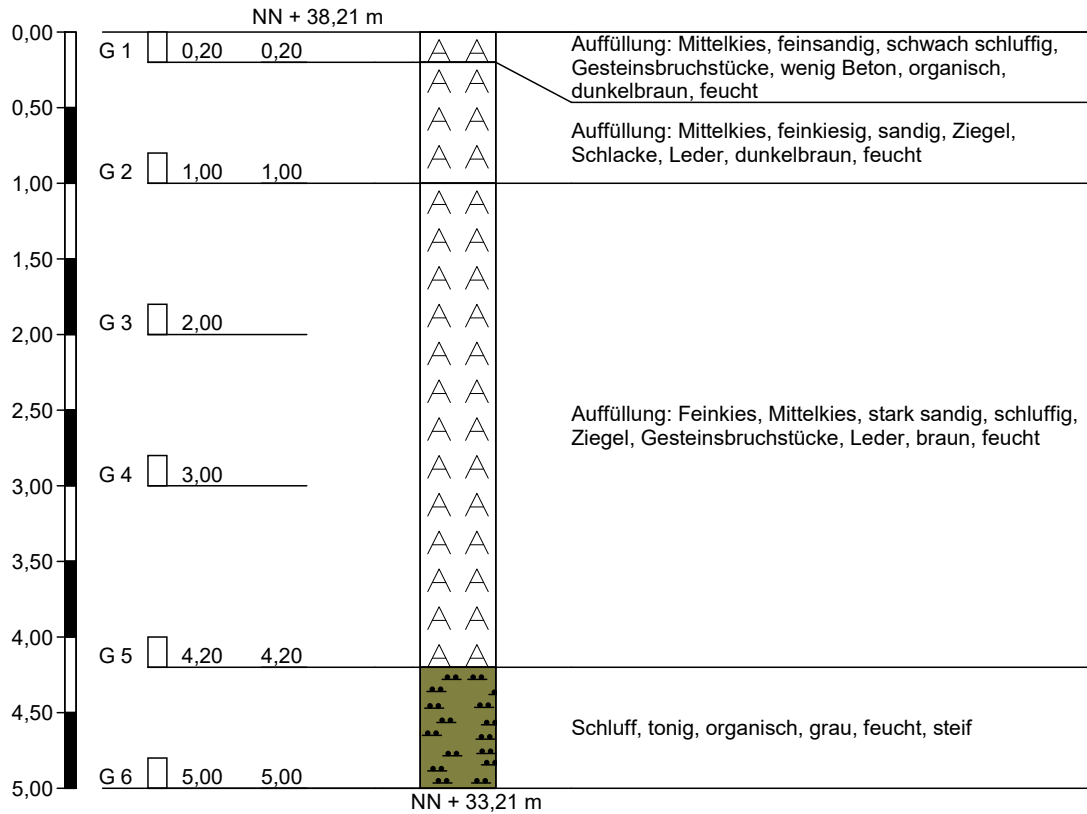 NN + 38,21 m
0,00
G 1 0,20 0,20
Auffüllung: Mittelkies, feinsandig, schwach schluffig,
Gesteinsbruchstücke, wenig Beton, organisch,
dunkelbraun, feucht
0,50
Auffüllung: Mittelkies, feinkiesig, sandig, Ziegel,
Schlacke, Leder, dunkelbraun, feucht
G 2 1,00 1,00
1,00
1,50
G 3 2,00
2,00
2,50
Auffüllung: Feinkies, Mittelkies, stark sandig, schluffig,
Ziegel, Gesteinsbruchstücke, Leder, braun, feucht
G 4 3,00
3,00
3,50
4,00
G 5 4,20 4,20
4,50
Schluff, tonig, organisch, grau, feucht, steif
G 6 5,00 5,00
5,00
NN + 33,21 m